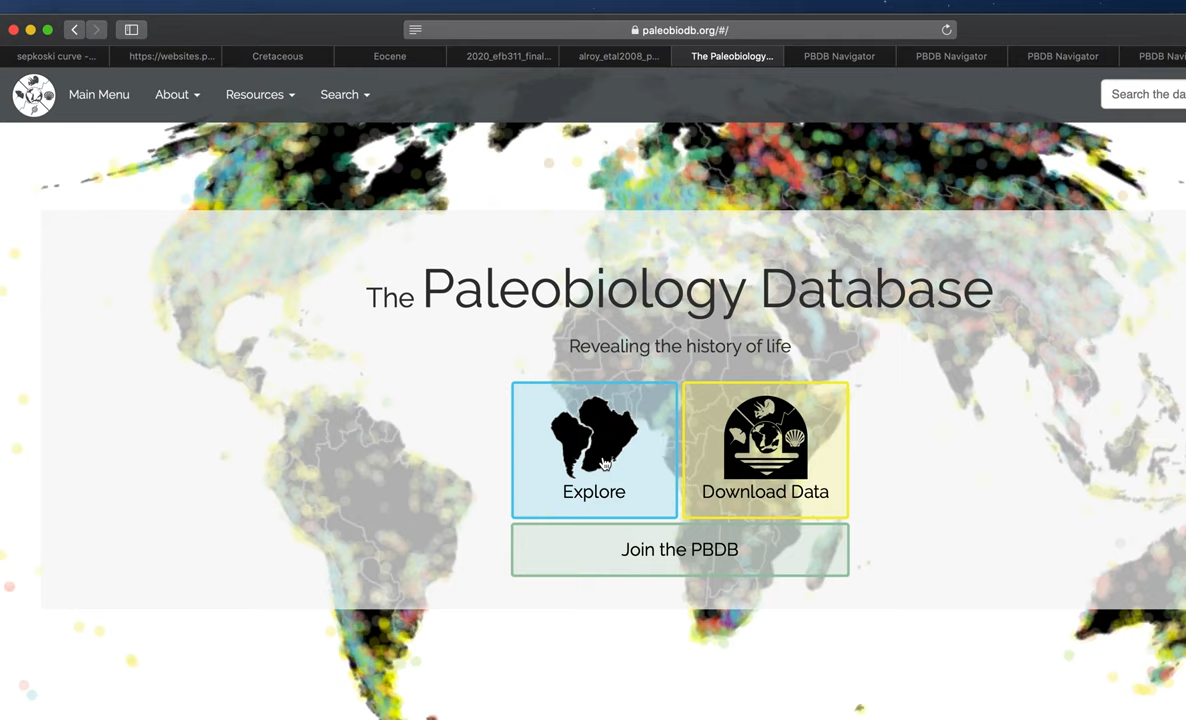 paleobiodb.org/#/
sepkoski curve -...
https://websites.p...
Cretaceous
Eocene
2020_efb311_final...
alroy_etal2008_p...
The Paleobiology...
PBDB Navigator
PBDB Navigator
PBDB Navigator
PBDB Navi
Main Menu
About
Resources
Search
Search the da
The Paleobiology Database
Revealing the history of life
Explore
Download Data
Join the PBDB